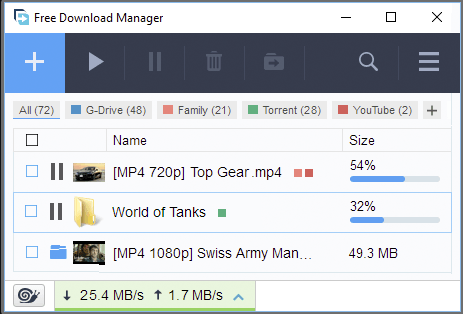 Free Download Manager
All (72) G-Drive (48) Family (21) Torrent (28) YouTube (2) +
Name Size
[MP4 720p] Top Gear.mp4 54%
World of Tanks 32%
[MP4 1080p] Swiss Army Man... 49.3 MB
25.4 MB/s 1.7 MB/s